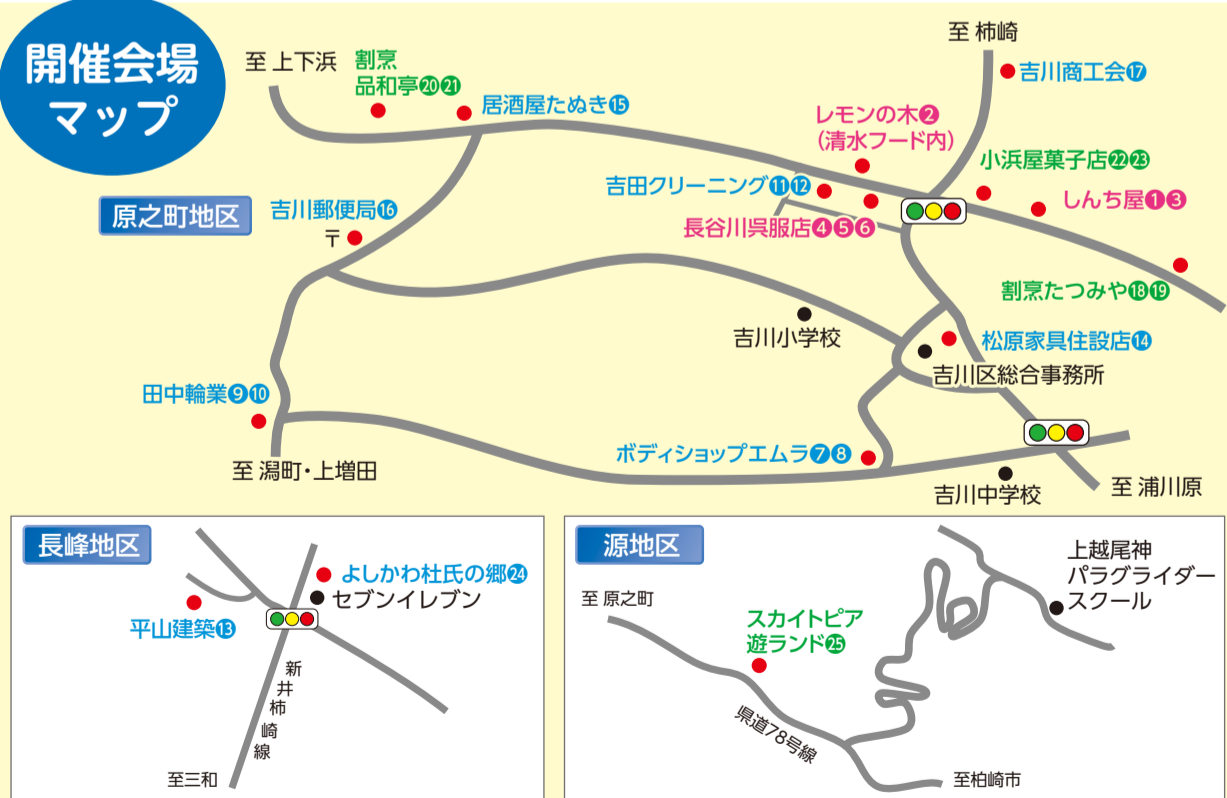 開催会場
マップ
至 上下浜
割烹
品和亭⑳㉑
居酒屋たぬき⑮
至 柿崎
吉川商工会⑰
レモンの木②
（清水フード内）
小浜屋菓子店㉒㉓
吉田クリーニング⑪⑫
しんち屋①③
長谷川呉服店④⑤⑥
原之町地区
吉川郵便局⑯
〒
割烹たつみや⑱⑲
吉川小学校
松原家具住設店⑭
吉川区総合事務所
田中輪業⑨⑩
ボディショップエムラ⑦⑧
至 潟町・上増田
吉川中学校
至 浦川原
長峰地区
よしかわ杜氏の郷㉔
セブンイレブン
平山建築⑬
新井柿崎線
至三和
源地区
至 原之町
スカイトピア
遊ランド㉕
県道78号線
上越尾神
パラグライダー
スクール
至柏崎市